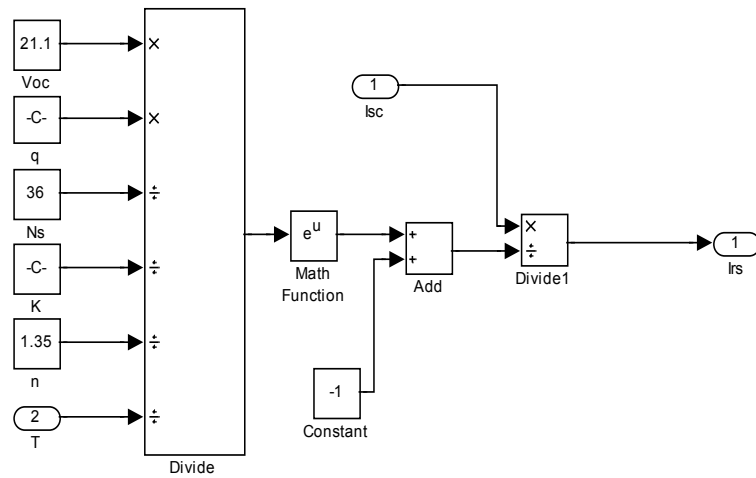 21.1
×
Voc
-C-
×
q
36
÷
Ns
-C-
÷
K
1.35
÷
n
2
÷
T
Divide
e^u
Math
Function
1
Isc
+
+
Add
-1
Constant
×
÷
Divide1
1
Irs